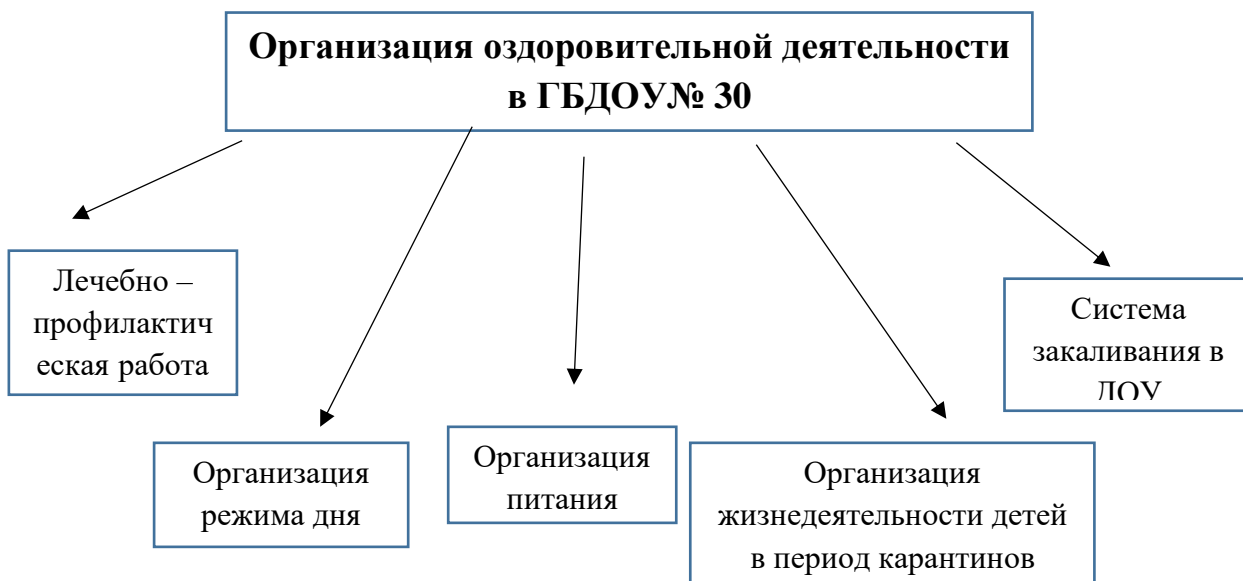 Организация оздоровительной деятельности
в ГБДОУ№ 30
Лечебно –
профилактич
еская работа
Система
закаливания в
ДОУ
Организация
режима дня
Организация
питания
Организация
жизнедеятельности детей
в период карантинов